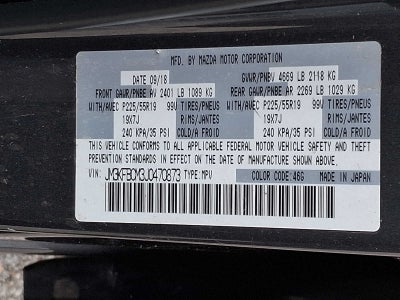 MFD. BY MAZDA MOTOR CORPORATION
DATE 09/18 GVWR/PNBV 4669 LB 2118 KG
FRONT GAWR/PNBE AV 2401 LB 1089 KG REAR GAWR/PNBE AR 2269 LB 1029 KG
WITH/AVEC P225/55R19 99V TIRES/PNEUS WITH/AVEC P225/55R19 99V TIRES/PNEUS
19X7J RIMS/JANTES 19X7J RIMS/JANTES
240 KPA/35 PSI COLD/A FROID 240 KPA/35 PSI COLD/A FROID
THIS VEHICLE CONFORMS TO ALL APPLICABLE FEDERAL MOTOR VEHICLE SAFETY AND THEFT
PREVENTION STANDARDS IN EFFECT ON THE DATE OF MANUFACTURE SHOWN ABOVE.
VIN: JM3KFBCM3J0470873 TYPE: MPV COLOR CODE: 46G MADE IN JAPAN